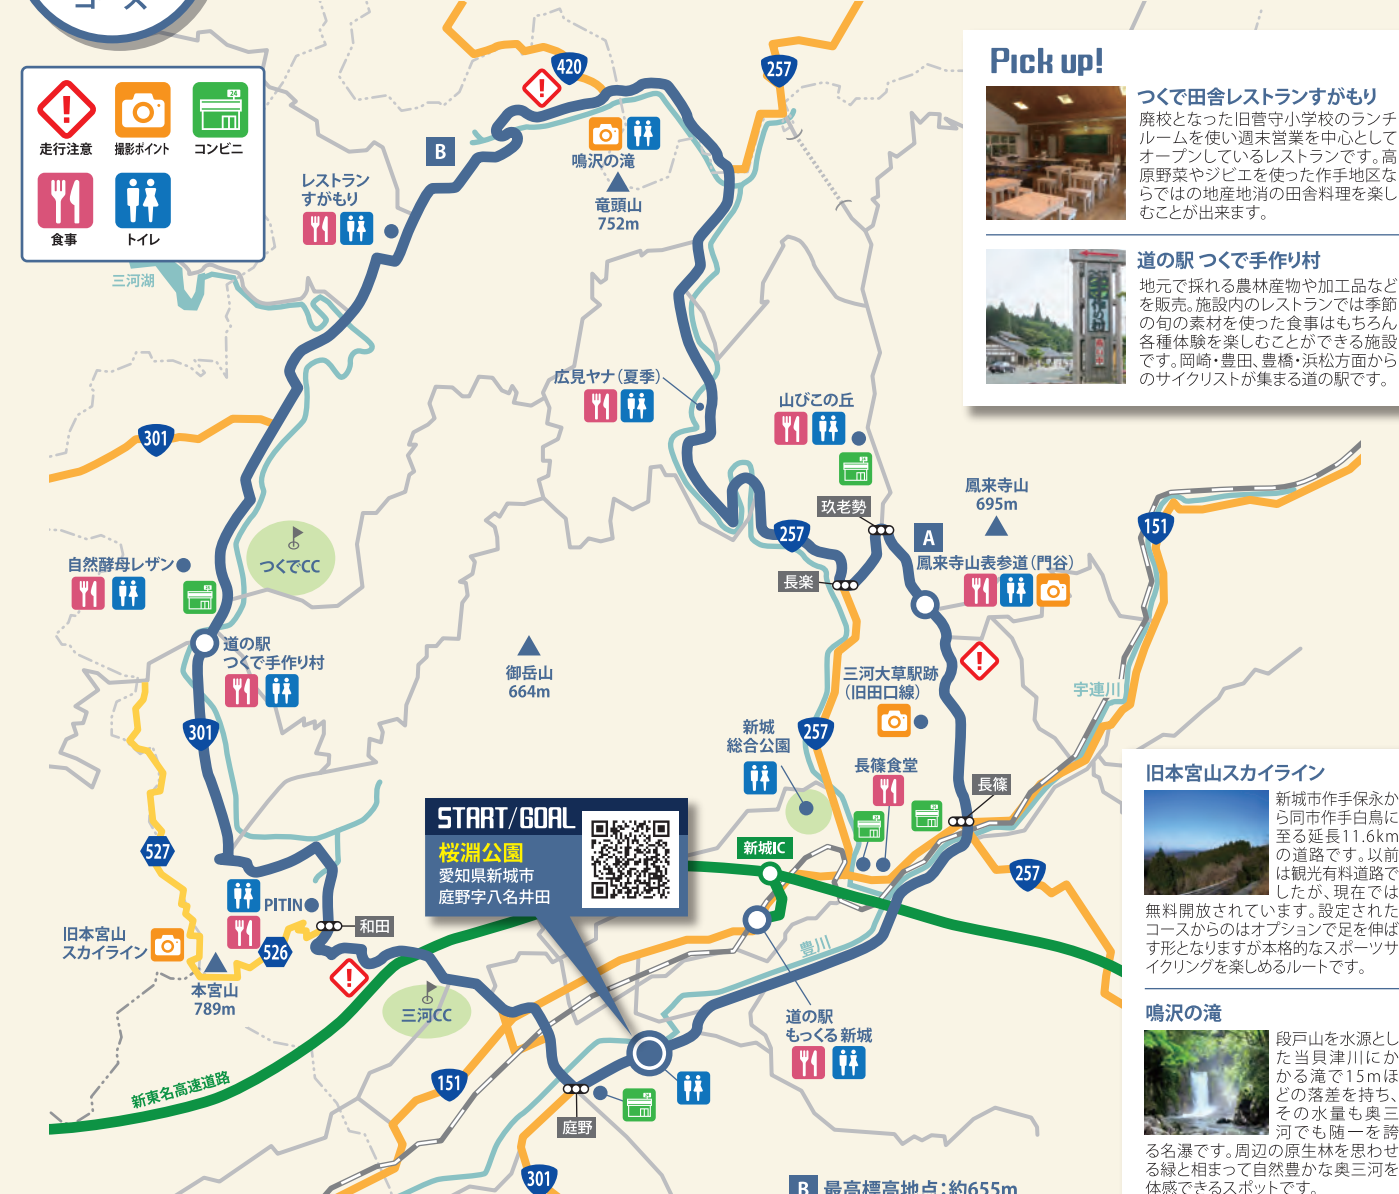 コース
走行注意
撮影ポイント
コンビニ
食事
トイレ
三河湖
レストラン
すがもり
B
420
257
鳴沢の滝
竜頭山
752m
Pick up!
つくで田舎レストランすがもり
廃校となった旧菅守小学校のランチ
ルームを使い週末営業を中心として
オープンしているレストランです。高
原野菜やジビエを使った作手地区な
らではの地産地消の田舎料理を楽し
むことが出来ます。
道の駅 つくで手作り村
地元で採れる農林産物や加工品など
を販売。施設内のレストランでは季節
の旬の素材を使った食事はもちろん
各種体験を楽しむことができる施設
です。岡崎・豊田、豊橋・浜松方面から
のサイクリストが集まる道の駅です。
広見ヤナ(夏季)
山びこの丘
301
玖老勢
鳳来寺山
695m
151
257
A
鳳来寺山表参道(門谷)
長楽
つくでCC
自然酵母レザン
道の駅
つくで手作り村
御岳山
664m
三河大草駅跡
(旧田口線)
宇連川
301
新城
総合公園
257
長篠食堂
長篠
START/GOAL
桜淵公園
愛知県新城市
庭野字八名井田
新城IC
527
257
PITIN
和田
旧本宮山
スカイライン
526
本宮山
789m
豊川
三河CC
道の駅
もっくる 新城
新東名高速道路
151
庭野
301
旧本宮山スカイライン
新城市作手保永か
ら同市作手白鳥に
至る延長11.6km
の道路です。以前
は観光有料道路で
したが、現在では
無料開放されています。設定された
コースからのはオプションで足を伸ば
す形となりますが本格的なスポーツサ
イクリングを楽しめるルートです。
鳴沢の滝
段戸山を水源とし
た当貝津川にか
かる滝で15mほ
どの落差を持ち、
その水量も奥三
河でも随一を誇
る名瀑です。周辺の原生林を思わせ
る緑と相まって自然豊かな奥三河を
体感できるスポットです。
B 最高標高地点:約655m